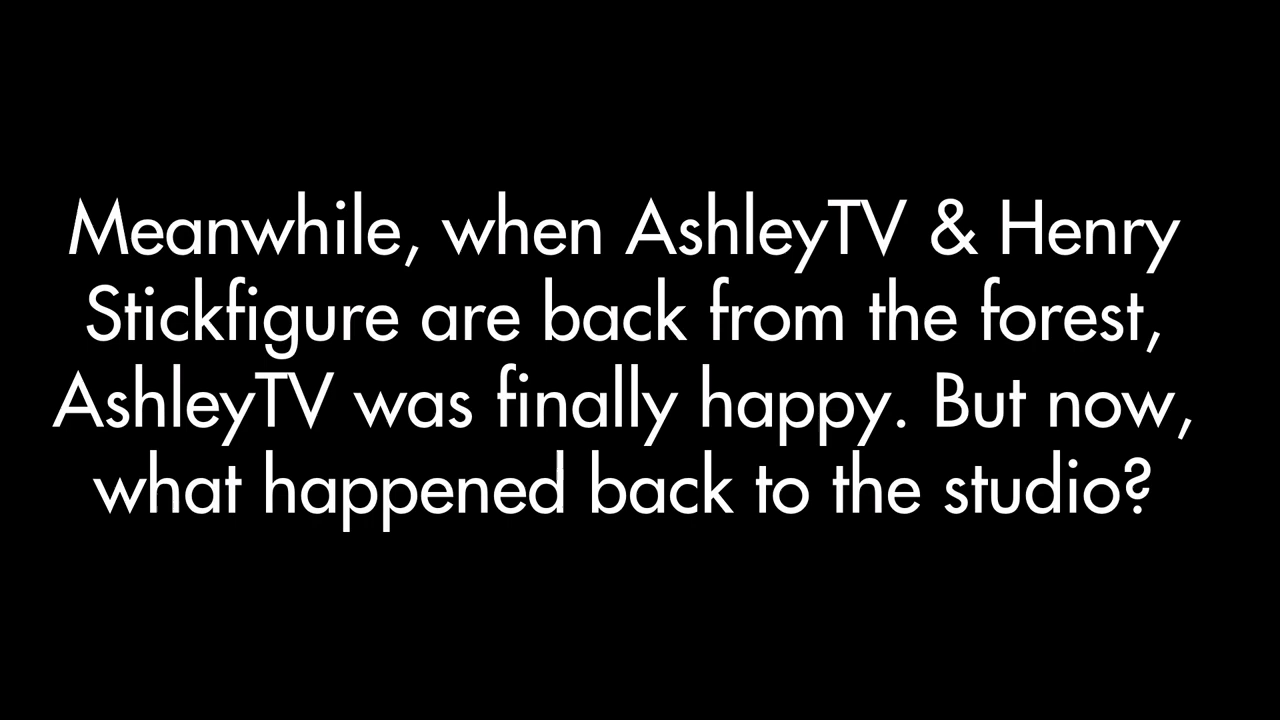 Meanwhile, when AshleyTV & Henry
Stickfigure are back from the forest,
AshleyTV was finally happy. But now,
what happened back to the studio?